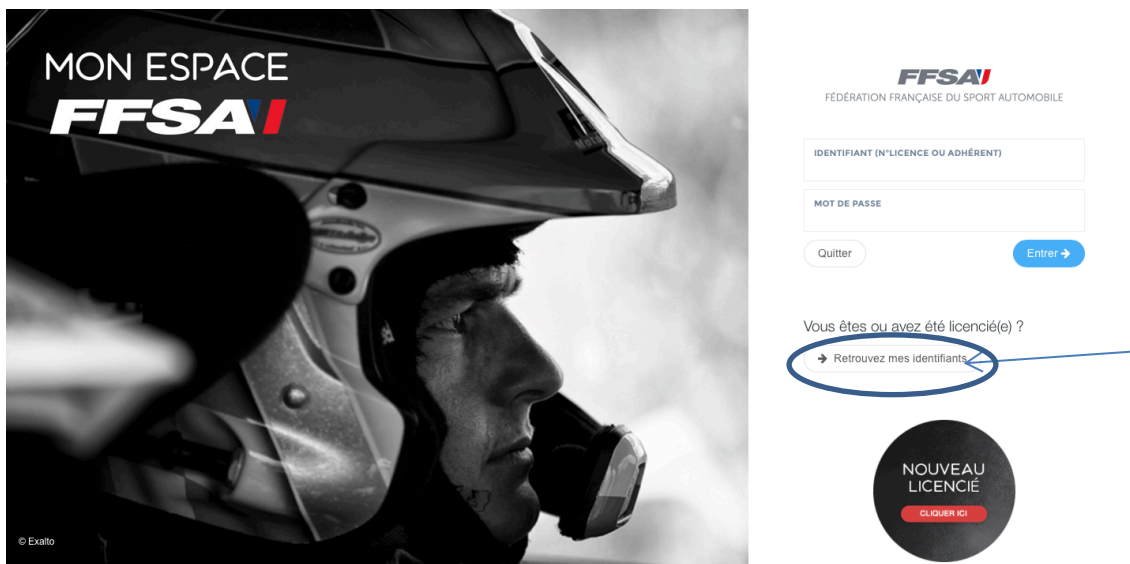 MON ESPACE
FFSA
© Exalto
FFSA
FÉDÉRATION FRANÇAISE DU SPORT AUTOMOBILE
IDENTIFIANT (N°LICENCE OU ADHÉRENT)
MOT DE PASSE
Quitter
Entrer →
Vous êtes ou avez été licencié(e) ?
→ Retrouvez mes identifiants
NOUVEAU
LICENCIÉ
CLIQUER ICI